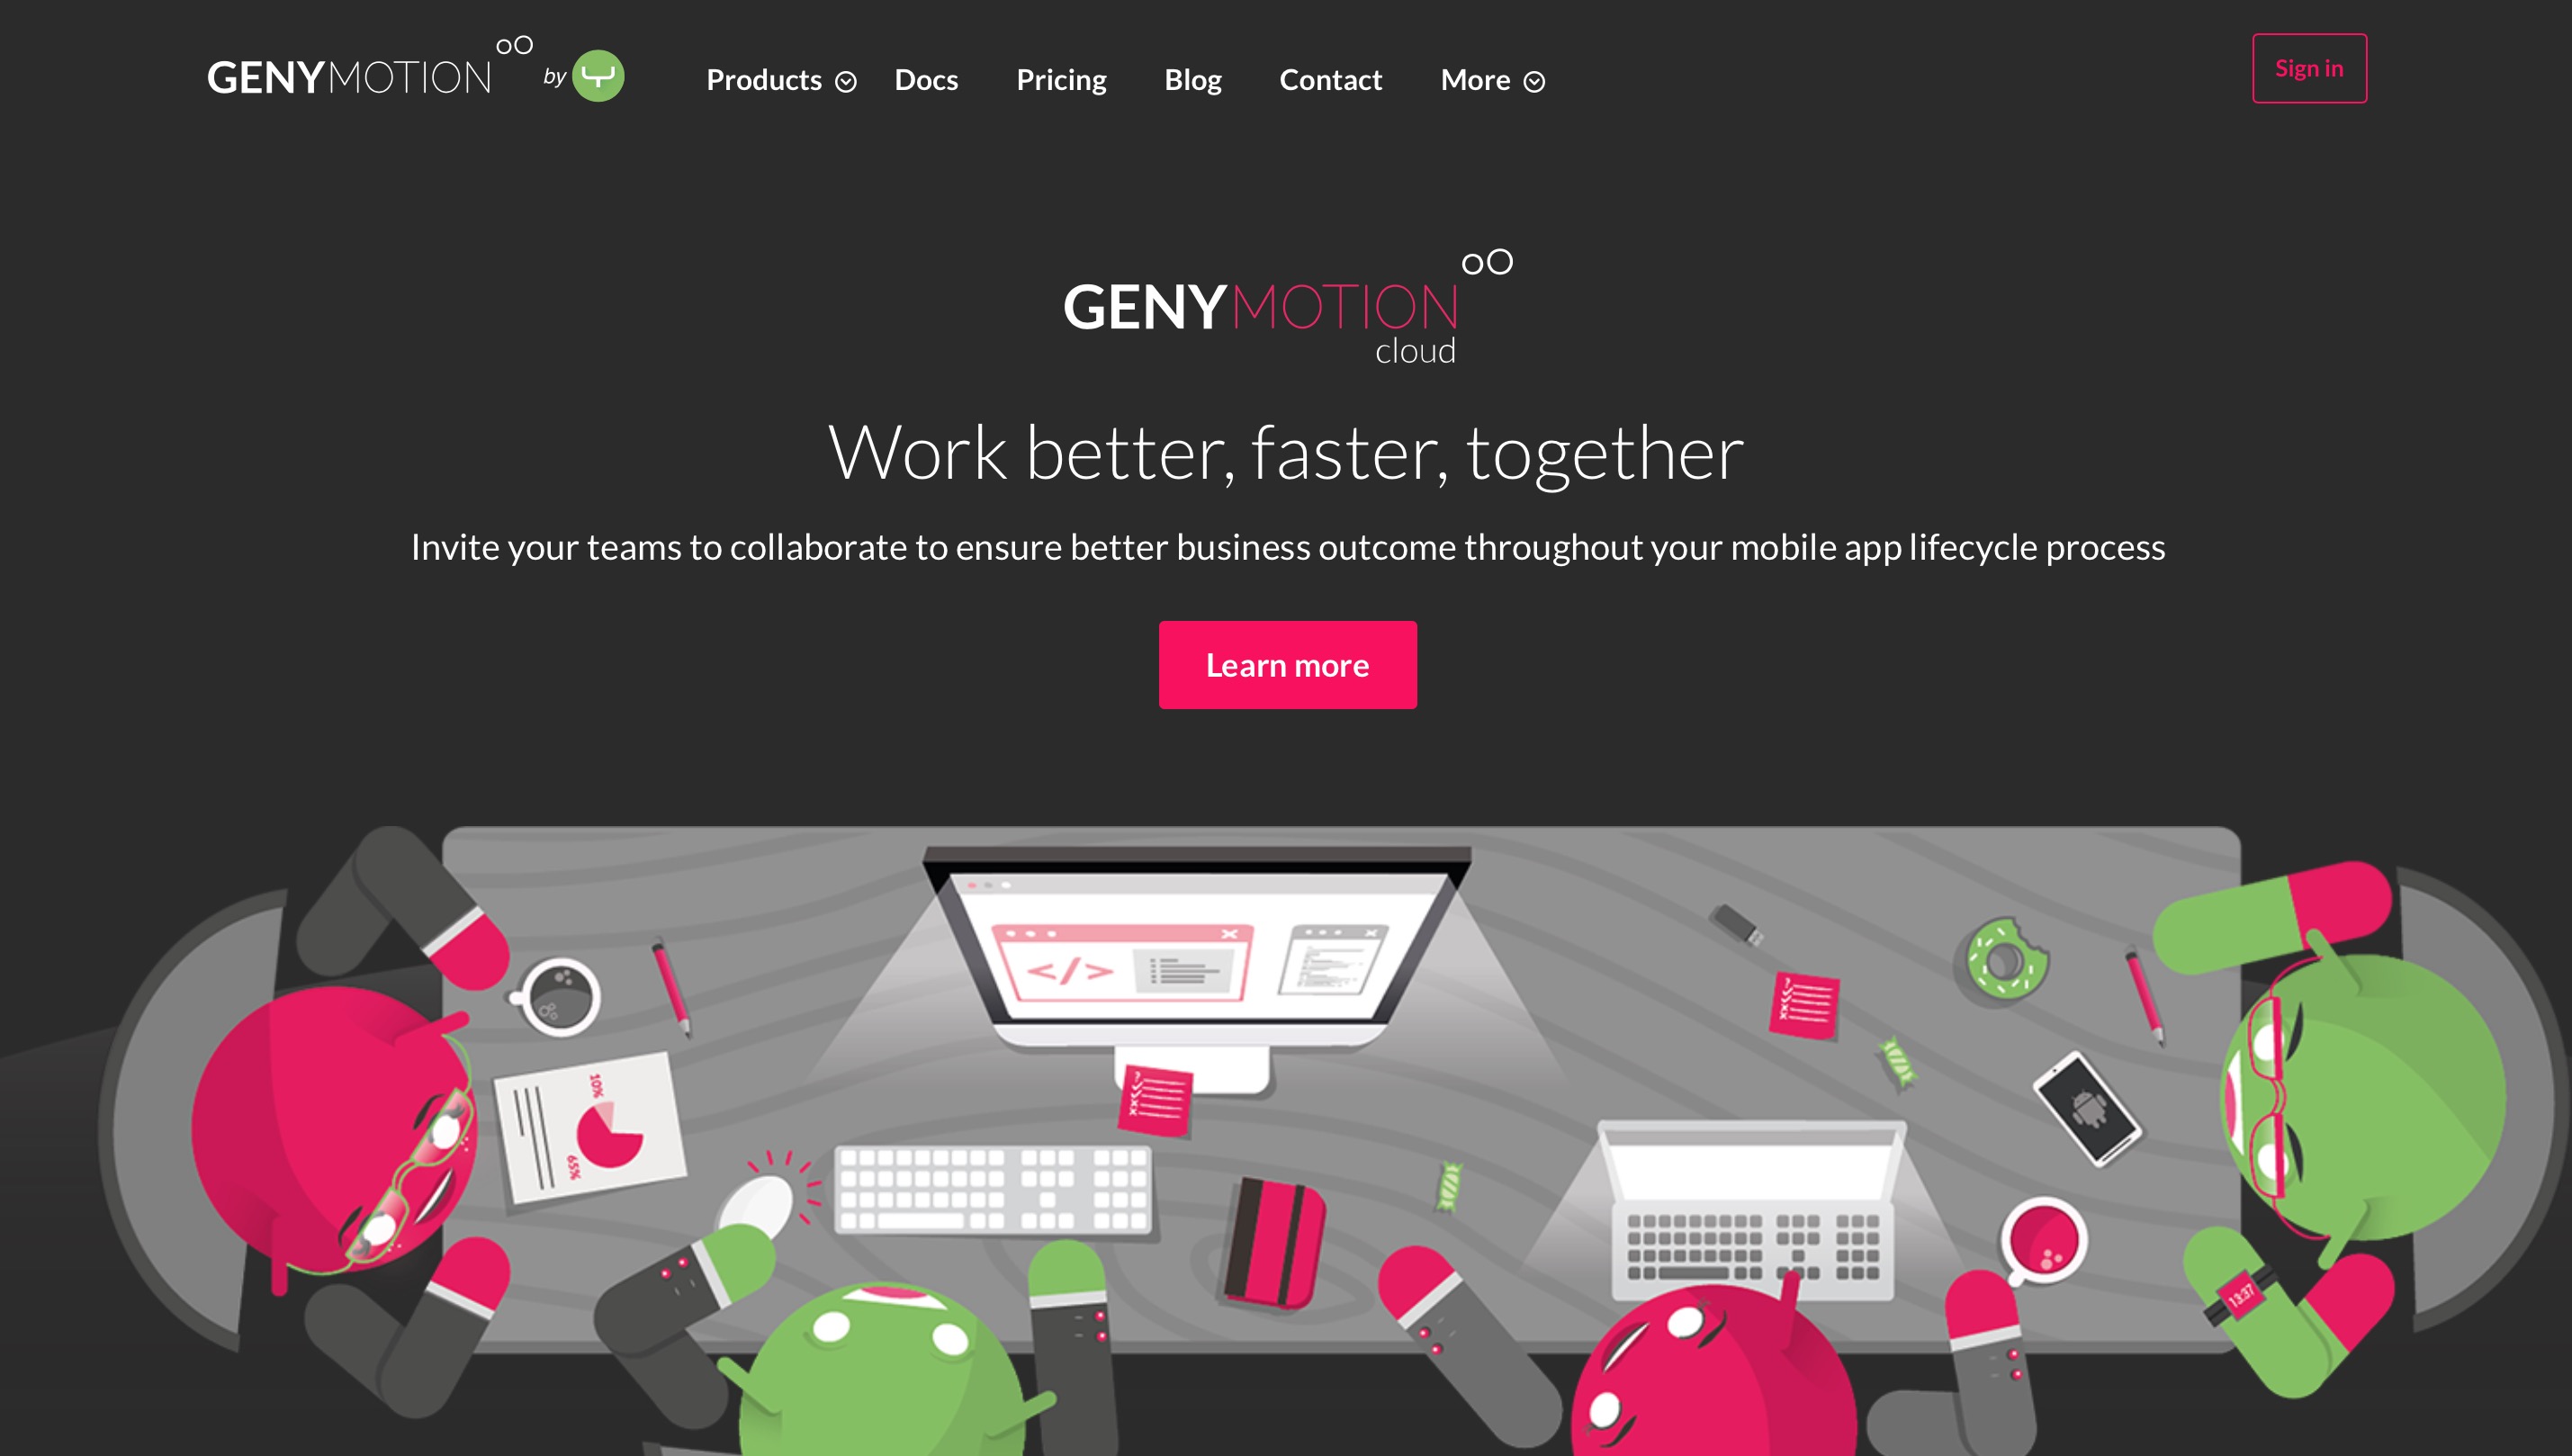 GENYMOTION by
Products Docs Pricing Blog Contact More
Sign in
GENYMOTION
cloud
Work better, faster, together
Invite your teams to collaborate to ensure better business outcome throughout your mobile app lifecycle process
Learn more
</>
10%
65%
13:37